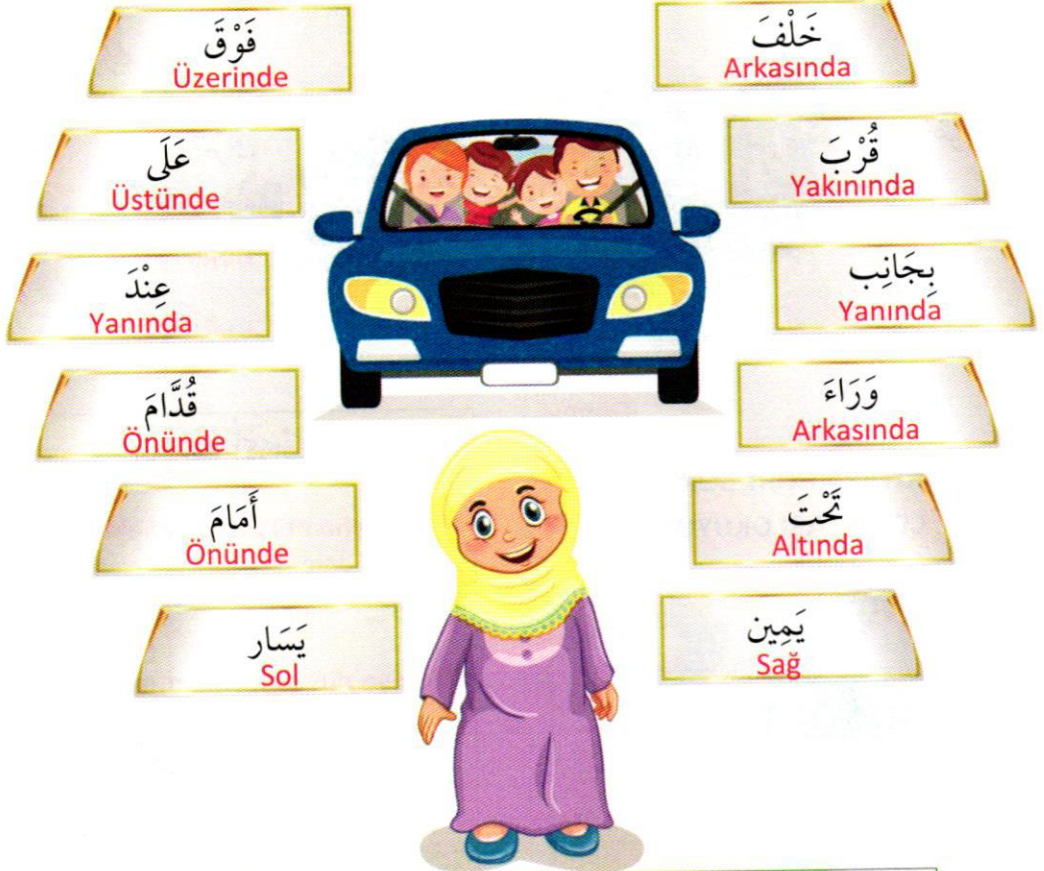 فَوْقَ
Üzerinde
خَلْفَ
Arkasında
عَلَى
Üstünde
قُرْبَ
Yakınında
عِنْدَ
Yanında
بِجَانِب
Yanında
قُدَّامَ
Önünde
وَرَاءَ
Arkasında
أَمَامَ
Önünde
تَحْتَ
Altında
يَسَار
Sol
يَمِين
Sağ